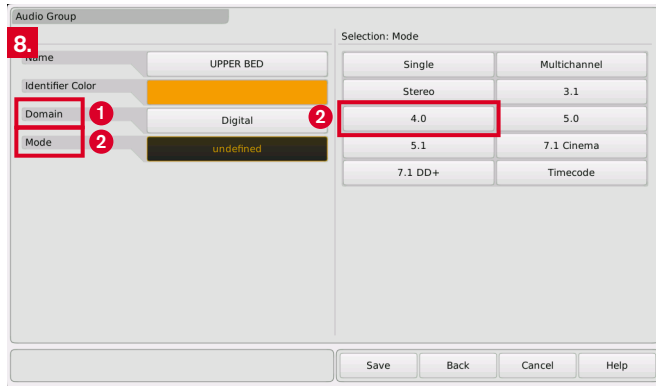 Audio Group
8.
Selection: Mode
Name
UPPER BED
Single
Multichannel
Identifier Color
Stereo
3.1
Domain
1
Digital
2
4.0
5.0
Mode
2
undefined
5.1
7.1 Cinema
7.1 DD+
Timecode
Save
Back
Cancel
Help